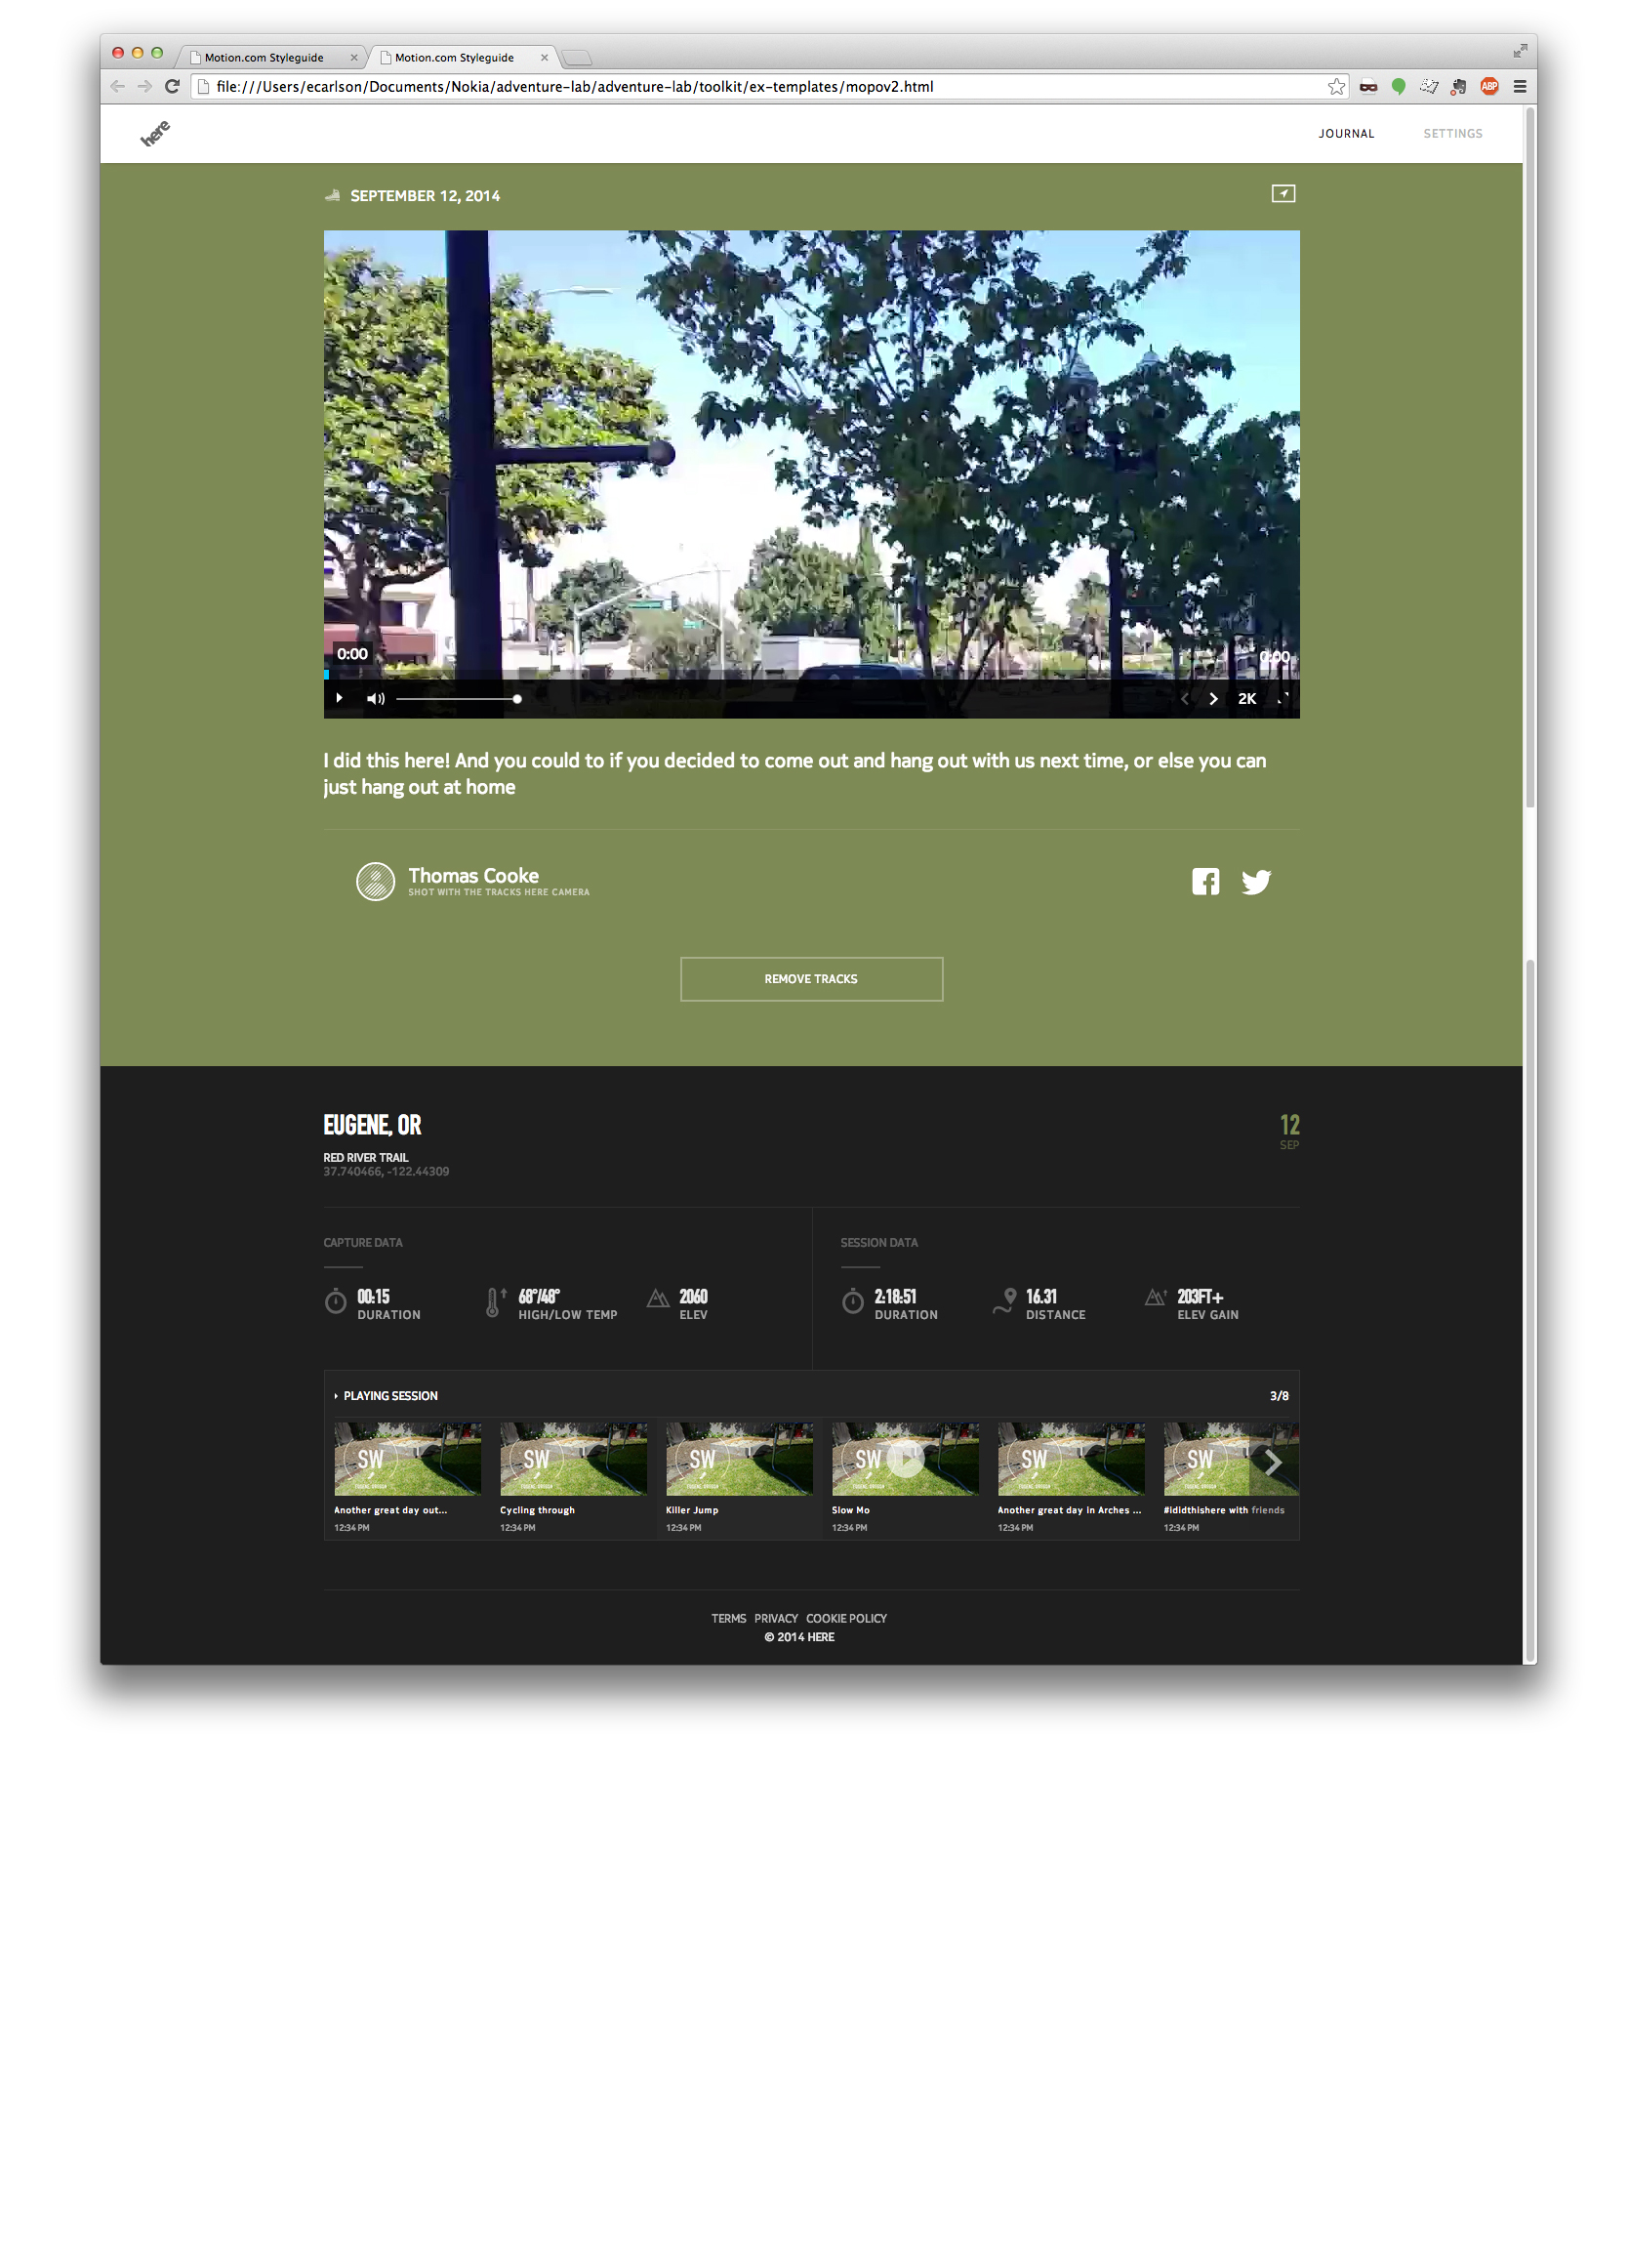 Motion.com Styleguide
Motion.com Styleguide
file:///Users/ecarlson/Documents/Nokia/adventure-lab/adventure-lab/toolkit/ex-templates/mopov2.html
ABP
here
JOURNAL
SETTINGS
SEPTEMBER 12, 2014
0:00
0:00
2K
I did this here! And you could to if you decided to come out and hang out with us next time, or else you can
just hang out at home
Thomas Cooke
SHOT WITH THE TRACKS HERE CAMERA
REMOVE TRACKS
EUGENE, OR
12
SEP
RED RIVER TRAIL
37.740466, -122.44309
CAPTURE DATA
00:15
DURATION
68°/48°
HIGH/LOW TEMP
2060
ELEV
SESSION DATA
2:18:51
DURATION
16.31
DISTANCE
203FT+
ELEV GAIN
PLAYING SESSION
3/8
SW
SW
SW
SW
SW
SW
Another great day out...
12:34 PM
Cycling through
12:34 PM
Killer Jump
12:34 PM
Slow Mo
12:34 PM
Another great day in Arches ...
12:34 PM
#ididthishere with friends
12:34 PM
TERMS PRIVACY COOKIE POLICY
© 2014 HERE